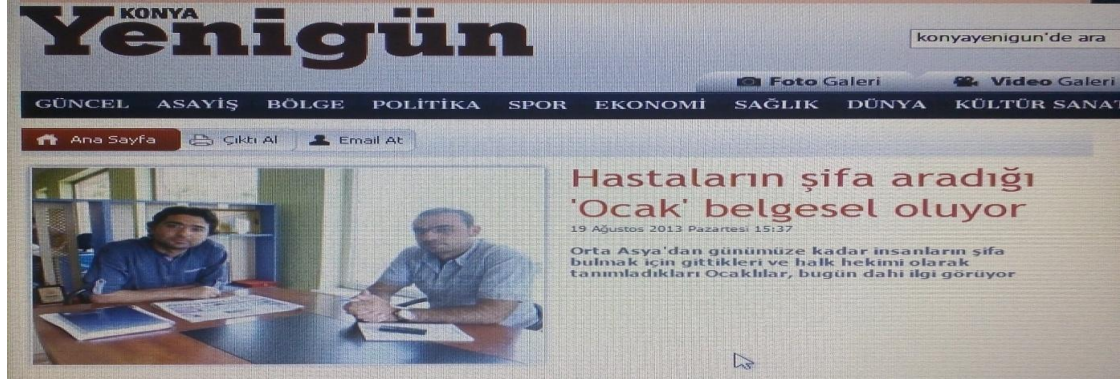 KONYA
Yenigün
konyayenigun'de ara
Foto Galeri
Video Galeri
GÜNCEL ASAYİŞ BÖLGE POLİTİKA SPOR EKONOMİ SAĞLIK DÜNYA KÜLTÜR SANAT
Ana Sayfa Çıktı Al Email At
Hastaların şifa aradığı
'Ocak' belgesel oluyor
19 Ağustos 2013 Pazartesi 15:37
Orta Asya'dan günümüze kadar insanların şifa
bulmak için gittikleri ve halk hekimi olarak
tanımladıkları Ocaklılar, bugün dahi ilgi görüyor